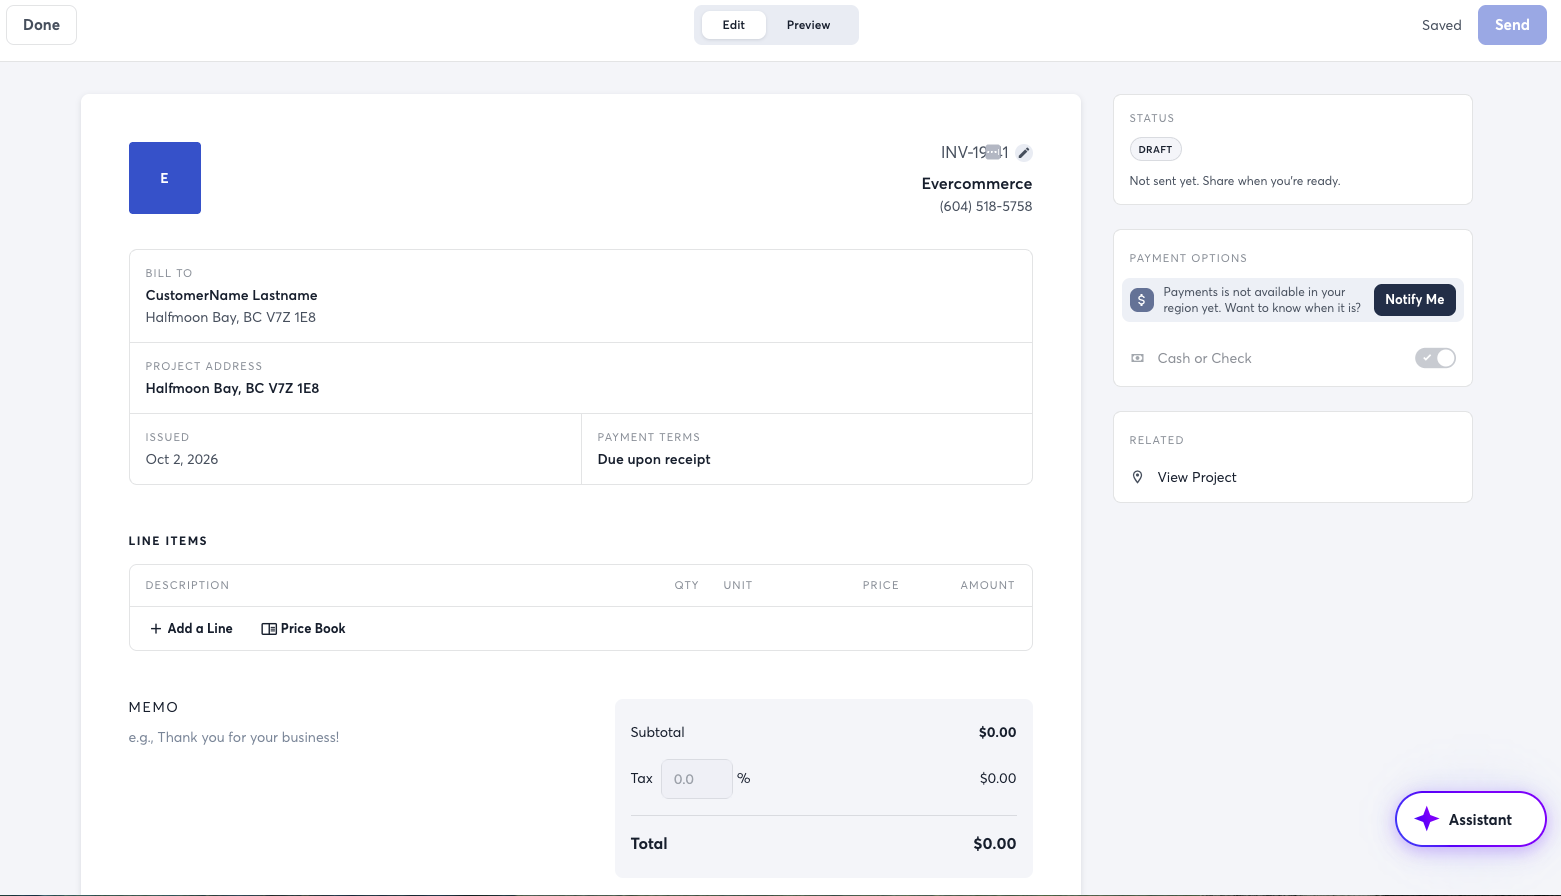 Done
Edit
Preview
Saved
Send
E
Evercommerce
(604) 518-5758
BILL TO
CustomerName Lastname
Halfmoon Bay, BC V7Z 1E8
PROJECT ADDRESS
Halfmoon Bay, BC V7Z 1E8
ISSUED
Oct 2, 2026
PAYMENT TERMS
Due upon receipt
LINE ITEMS
DESCRIPTION QTY UNIT PRICE AMOUNT
Add a Line Price Book
MEMO
e.g., Thank you for your business!
Subtotal $0.00
Tax 0.0 % $0.00
Total $0.00
STATUS
DRAFT
Not sent yet. Share when you're ready.
PAYMENT OPTIONS
$
Payments is not available in your
region yet. Want to know when it is?
Notify Me
Cash or Check
RELATED
View Project
Assistant